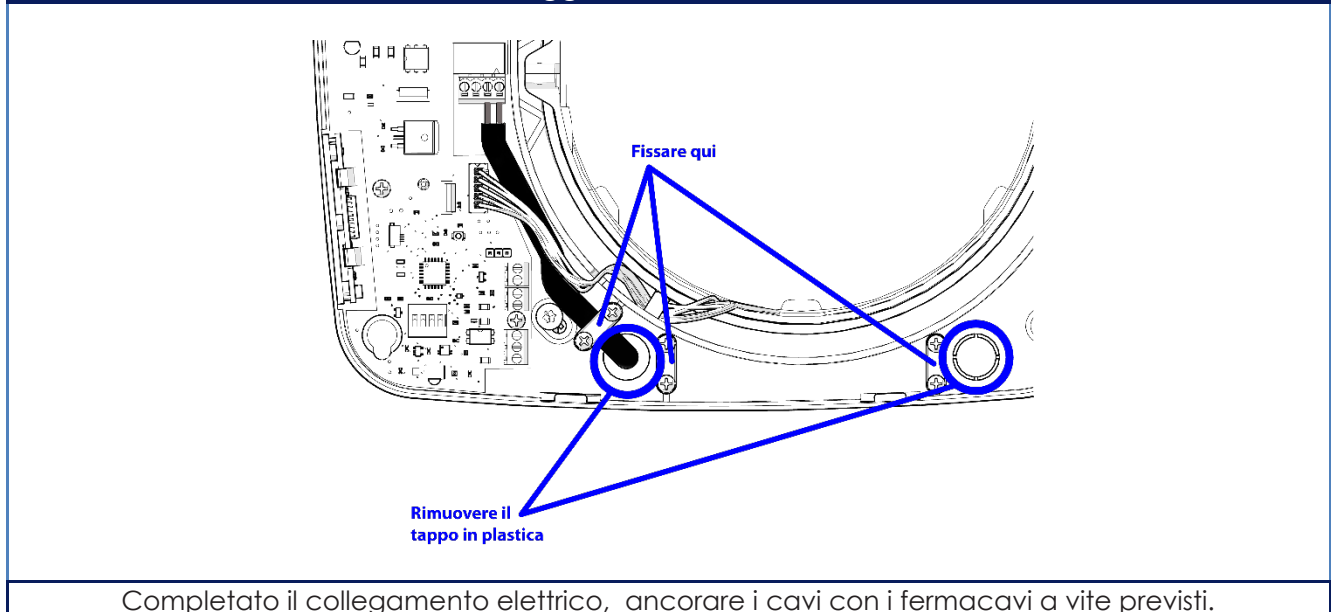 Fissare qui
Rimuovere il
tappo in plastica
Completato il collegamento elettrico, ancorare i cavi con i fermacavi a vite previsti.